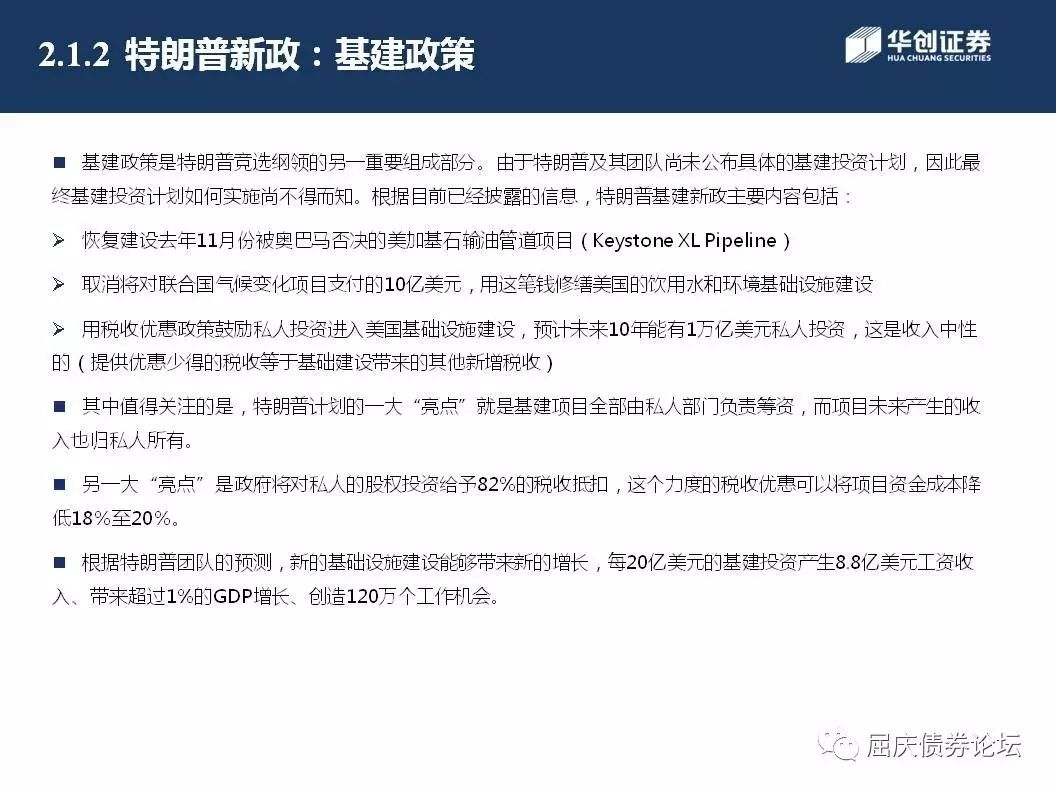 2.1.2 特朗普新政：基建政策
华创证券
HUA CHUANG SECURITIES
■ 基建政策是特朗普竞选纲领的另一重要组成部分。由于特朗普及其团队尚未公布具体的基建投资计划，因此最
终基建投资计划如何实施尚不得而知。根据目前已经披露的信息，特朗普基建新政主要内容包括：
➢ 恢复建设去年11月份被奥巴马否决的美加基石输油管道项目（Keystone XL Pipeline）
➢ 取消将对联合国气候变化项目支付的10亿美元，用这笔钱修缮美国的饮用水和环境基础设施建设
➢ 用税收优惠政策鼓励私人投资进入美国基础设施建设，预计未来10年能有1万亿美元私人投资，这是收入中性
的（提供优惠少得的税收等于基础建设带来的其他新增税收）
■ 其中值得关注的是，特朗普计划的一大“亮点”就是基建项目全部由私人部门负责筹资，而项目未来产生的收
入也归私人所有。
■ 另一大“亮点”是政府将对私人的股权投资给予82%的税收抵扣，这个力度的税收优惠可以将项目资金成本降
低18%至20%。
■ 根据特朗普团队的预测，新的基础设施建设能够带来新的增长，每20亿美元的基建投资产生8.8亿美元工资收
入、带来超过1%的GDP增长、创造120万个工作机会。
屈庆债券论坛